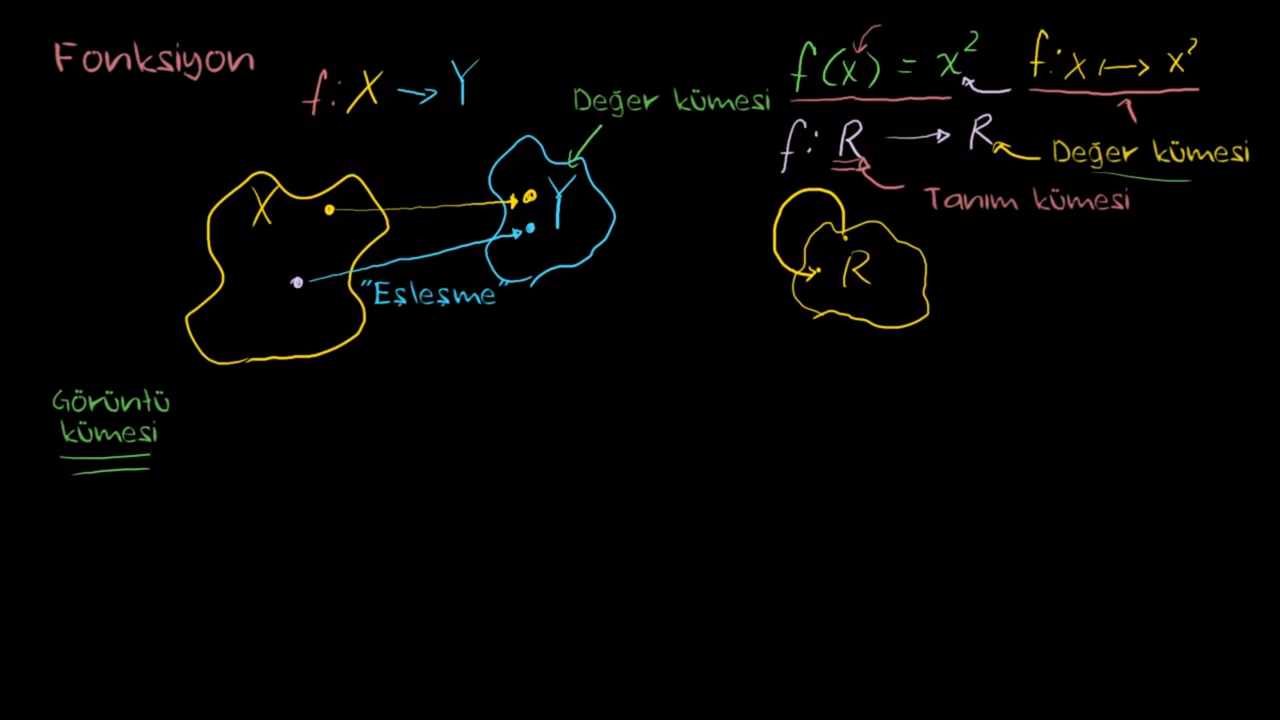 Fonksiyon
f: X → Y
Değer kümesi
X
Y
"Eşleşme"
Görüntü
kümesi
f(x) = x²
f: x ↦ x²
f: R → R
Değer kümesi
Tanım kümesi
R